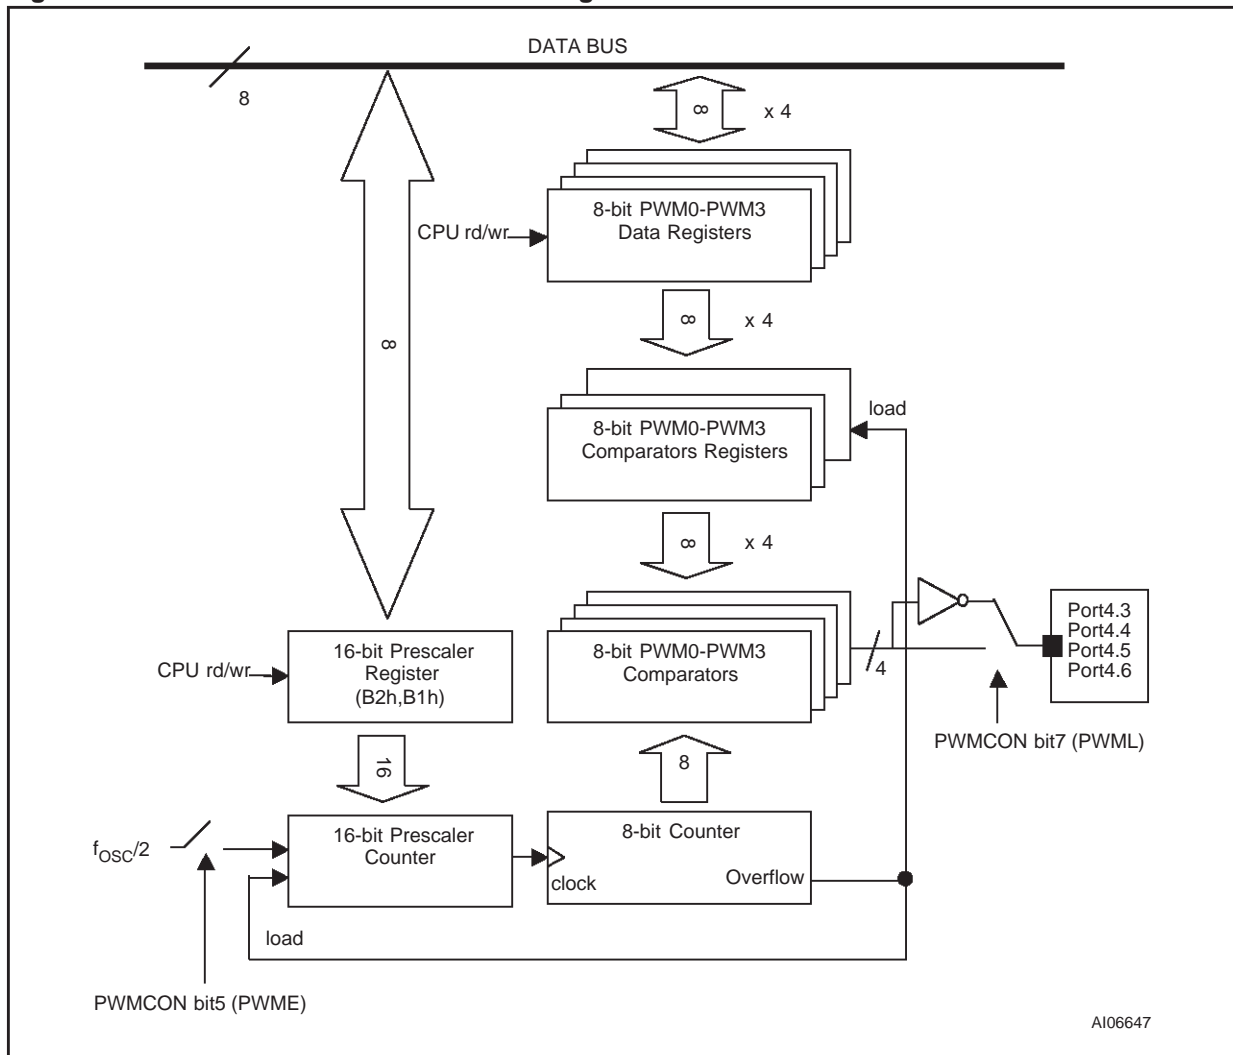 DATA BUS
8
8
x 4
8-bit PWM0-PWM3
Data Registers
CPU rd/wr
8
x 4
8
load
8-bit PWM0-PWM3
Comparators Registers
8
x 4
Port4.3
Port4.4
Port4.5
Port4.6
CPU rd/wr
16-bit Prescaler
Register
(B2h,B1h)
8-bit PWM0-PWM3
Comparators
4
PWMCON bit7 (PWML)
16
8
fOSC/2
16-bit Prescaler
Counter
8-bit Counter
clock
Overflow
load
PWMCON bit5 (PWME)
AI06647